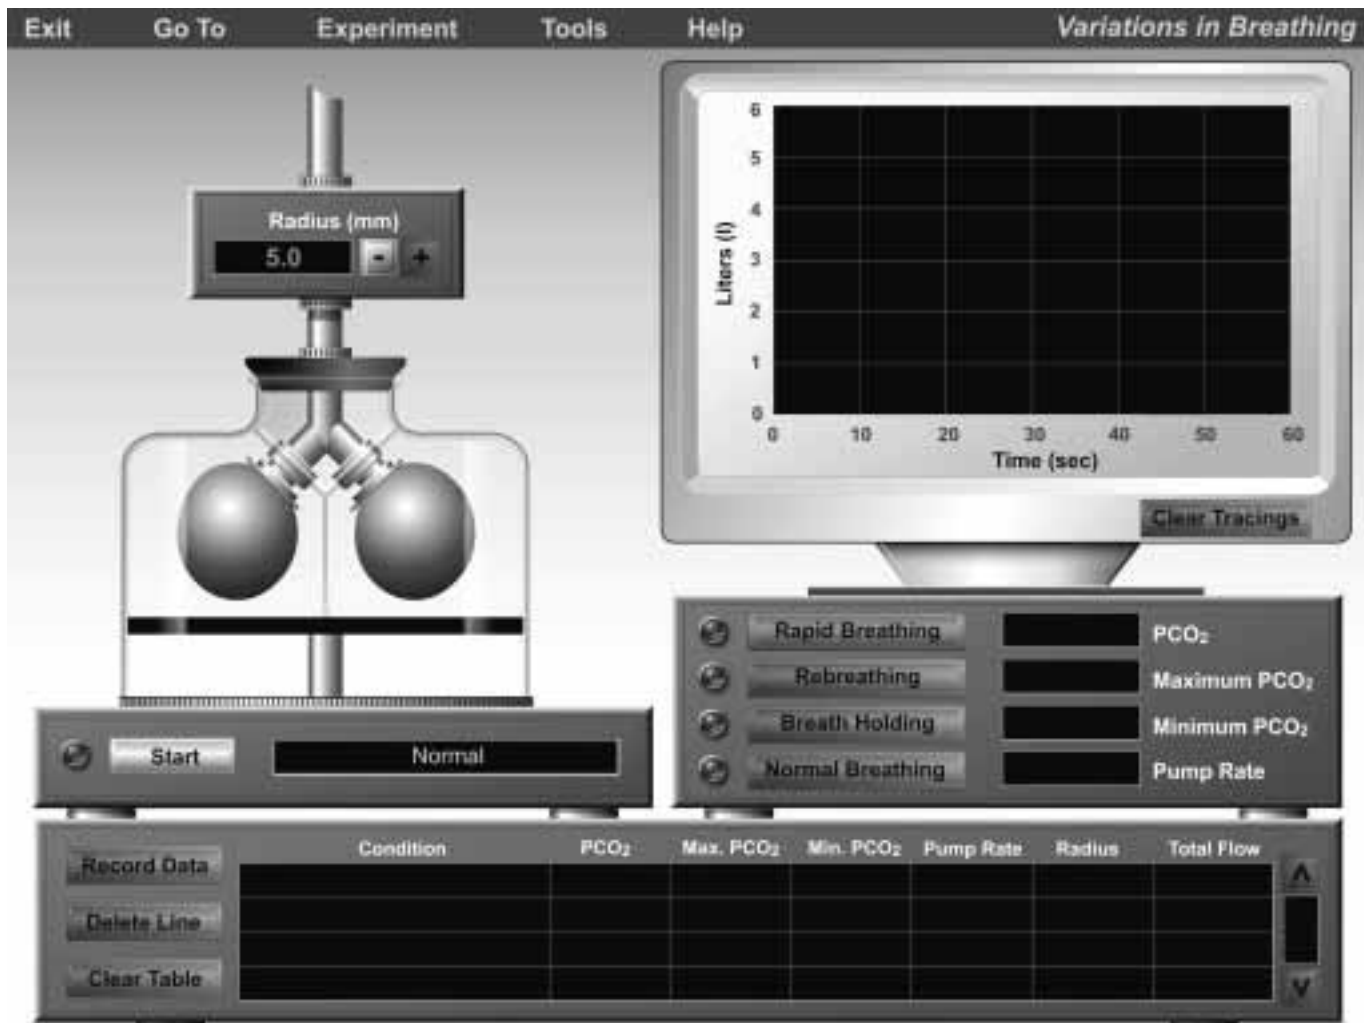 Exit Go To Experiment Tools Help Variations in Breathing
Radius (mm)
5.0 - +
Liters (l)
6
5
4
3
2
1
0
0 10 20 30 40 50 60
Time (sec)
Clear Tracings
Rapid Breathing PCO₂
Rebreathing Maximum PCO₂
Breath Holding Minimum PCO₂
Normal Breathing Pump Rate
Start Normal
Condition PCO₂ Max. PCO₂ Min. PCO₂ Pump Rate Radius Total Flow
Record Data
Delete Line
Clear Table